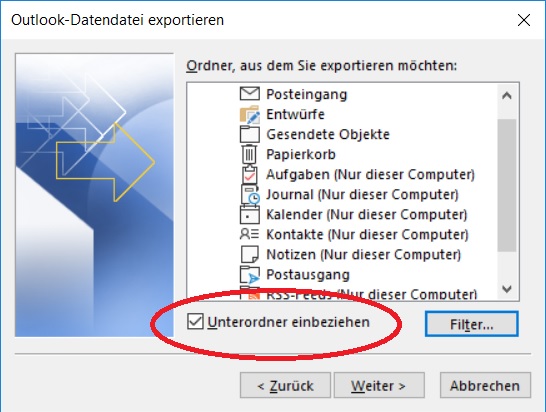 Outlook-Datendatei exportieren
Ordner, aus dem Sie exportieren möchten:
Posteingang
Entwürfe
Gesendete Objekte
Papierkorb
Aufgaben (Nur dieser Computer)
Journal (Nur dieser Computer)
Kalender (Nur dieser Computer)
Kontakte (Nur dieser Computer)
Notizen (Nur dieser Computer)
Postausgang
RSS-Feeds (Nur dieser Computer)
Unterordner einbeziehen
Filter...
< Zurück
Weiter >
Abbrechen